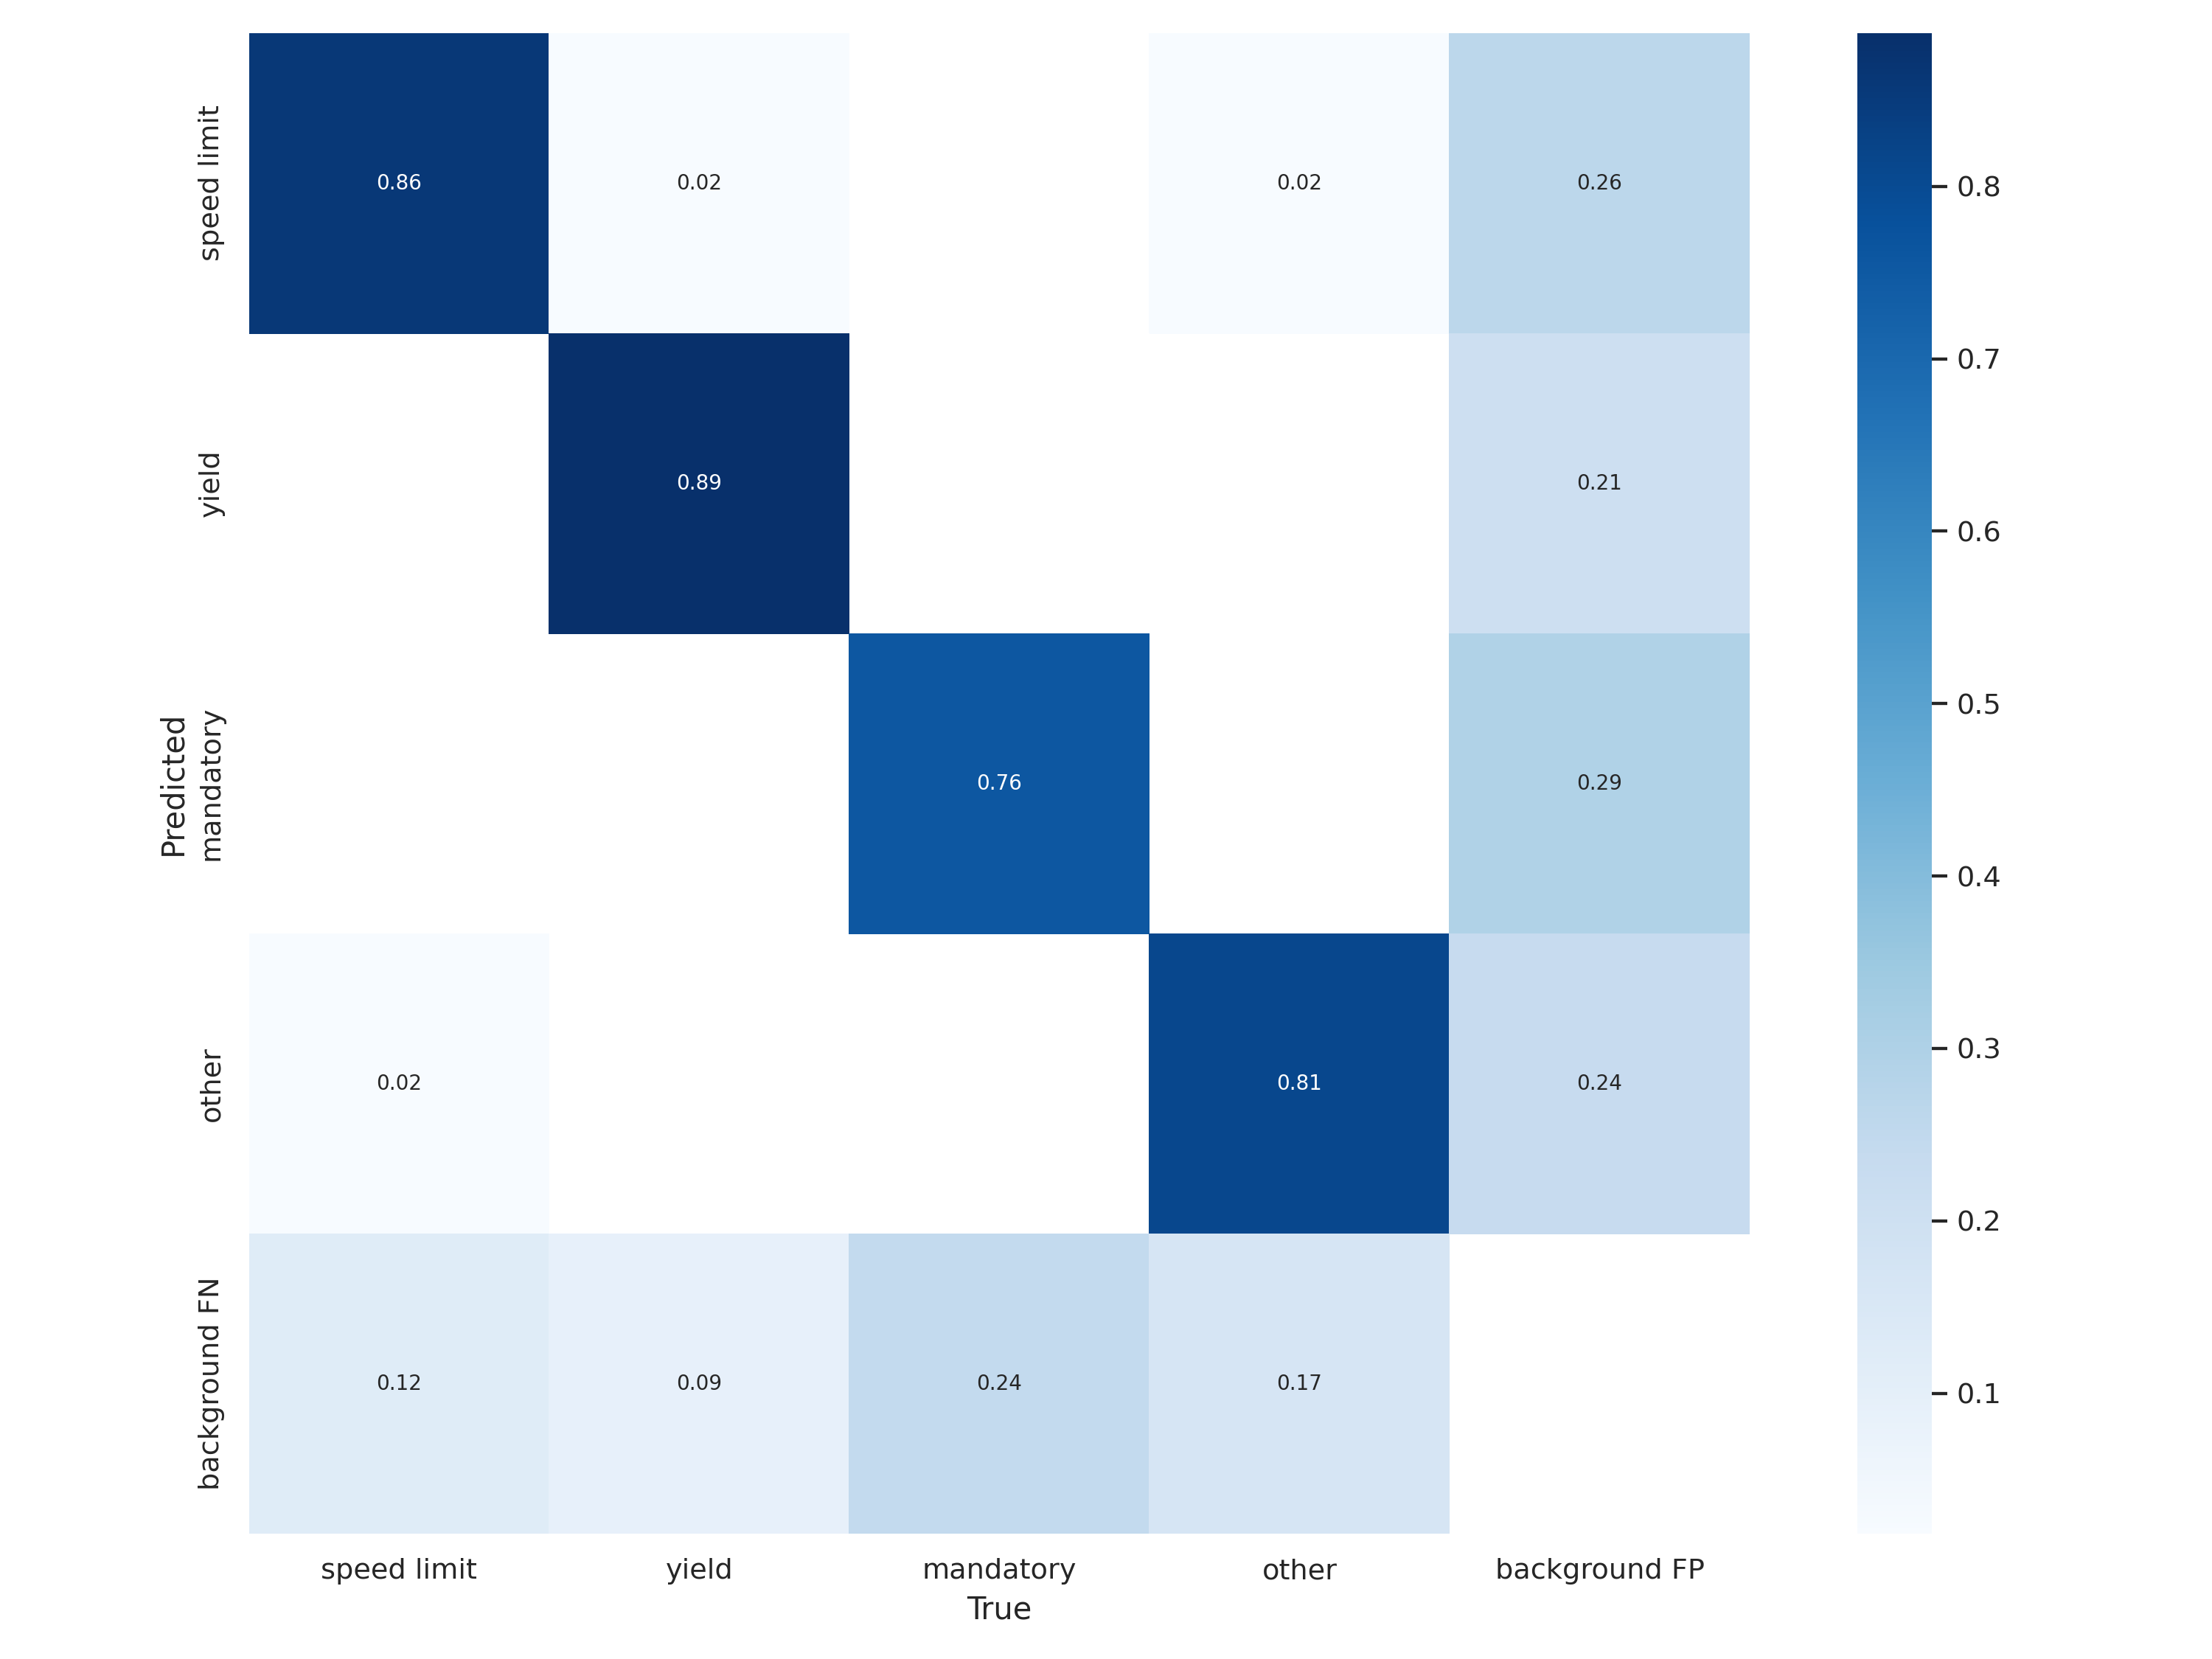 speed limit
0.86
0.02
0.02
0.26
yield
0.89
0.21
Predicted
mandatory
0.76
0.29
other
0.02
0.81
0.24
background FN
0.12
0.09
0.24
0.17
speed limit
yield
mandatory
other
background FP
True
0.8
0.7
0.6
0.5
0.4
0.3
0.2
0.1